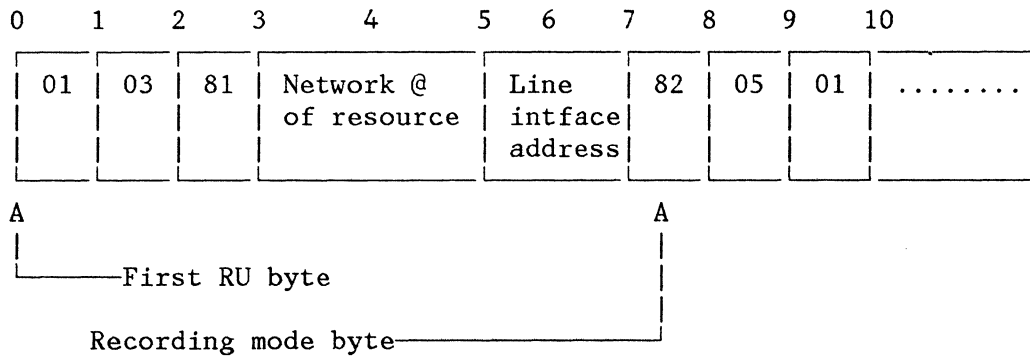 0 1 2 3 4 5 6 7 8 9 10
01 03 81 Network @ Line 82 05 01 ........
of resource intface
address
A A
First RU byte
Recording mode byte